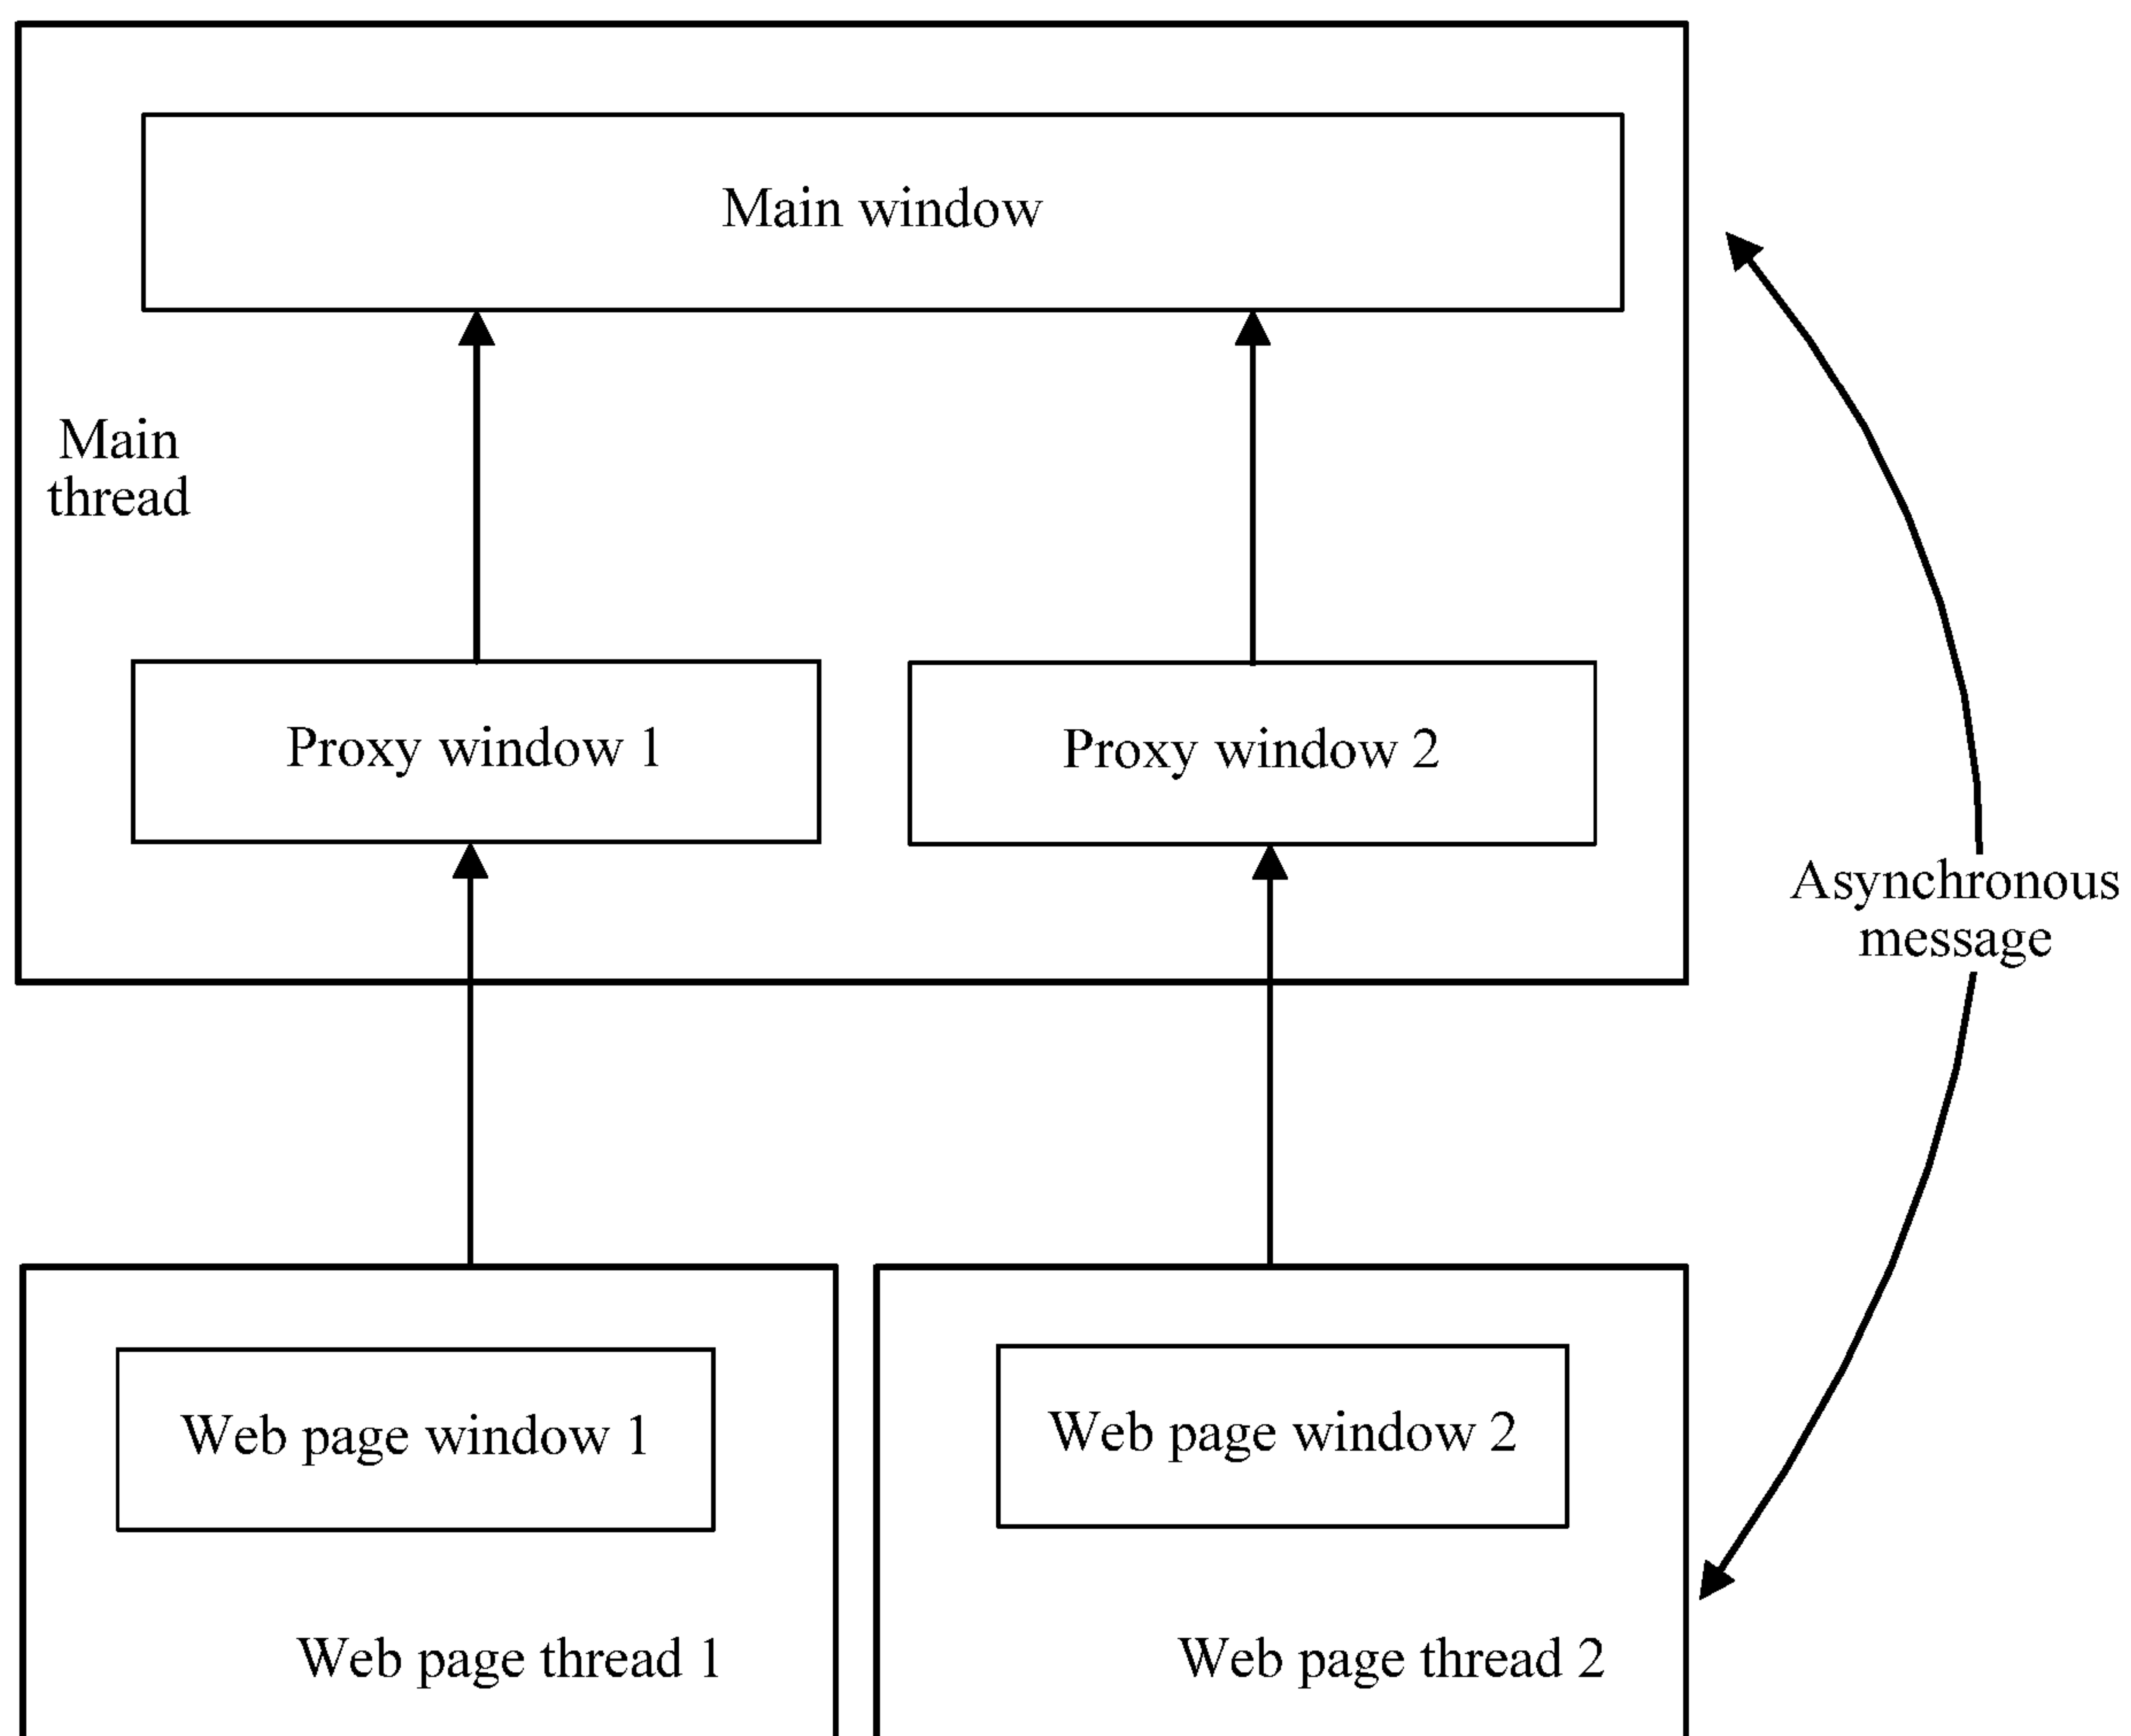 Main window
Main
thread
Proxy window 1
Proxy window 2
Asynchronous
message
Web page window 1
Web page window 2
Web page thread 1
Web page thread 2